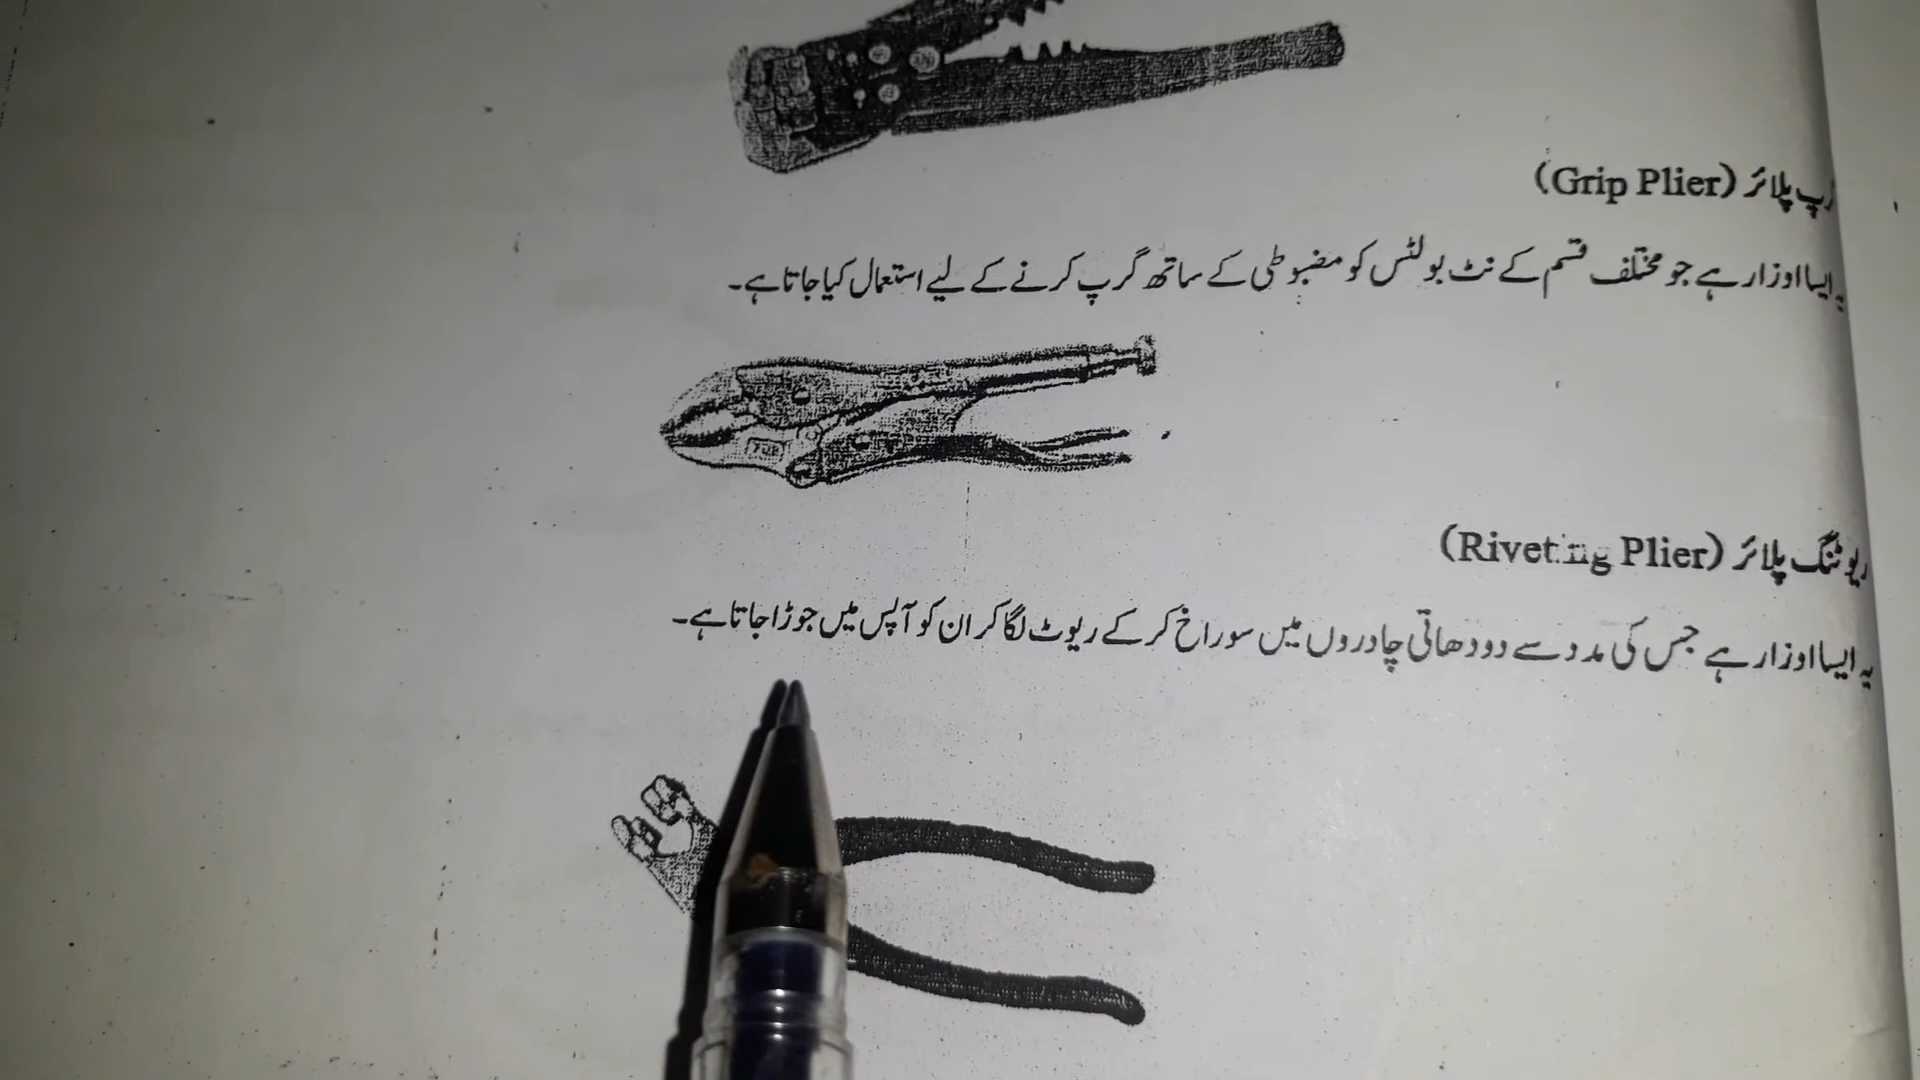 گرپ پلائر (Grip Plier)
یہ ایسا اوزار ہے جو مختلف قسم کے نٹ بولٹس کو مضبوطی کے ساتھ گرپ کرنے کے لیے استعمال کیا جاتا ہے۔
ریوٹنگ پلائر (Riveting Plier)
یہ ایسا اوزار ہے جس کی مدد سے دو دھاتی چادروں میں سوراخ کر کے ریوٹ لگا کر ان کو آپس میں جوڑا جاتا ہے۔